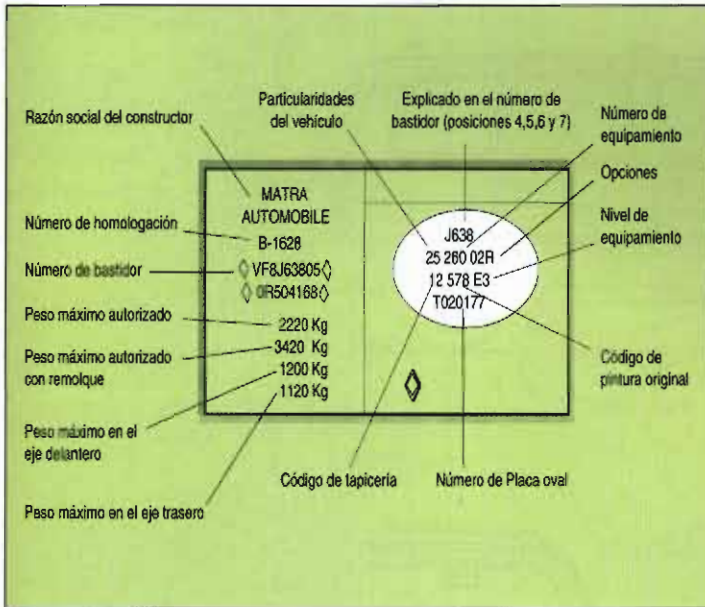 Razón social del constructor
Particularidades
del vehículo
Explicado en el número de
bastidor (posiciones 4,5,6 y 7)
Número de
equipamiento
Opciones
Nivel de
equipamiento
Número de homologación
Número de bastidor
Peso máximo autorizado
Peso máximo autorizado
con remolque
Peso máximo en el
eje delantero
Peso máximo en el eje trasero
MATRA
AUTOMOBILE
B-1628
VF8J63805
0R504168
2220 Kg
3420 Kg
1200 Kg
1120 Kg
J638
25 260 02R
12 578 E3
T020177
Código de
pintura original
Código de tapicería
Número de Placa oval